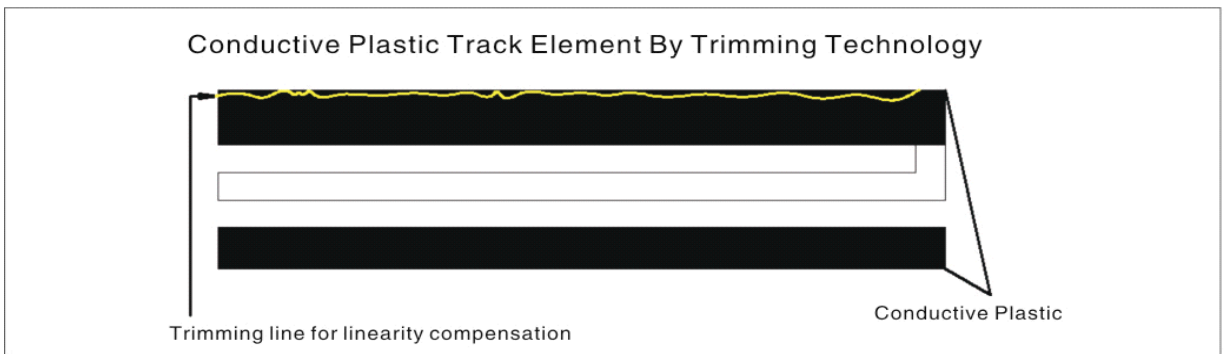 Conductive Plastic Track Element By Trimming Technology
Conductive Plastic
Trimming line for linearity compensation